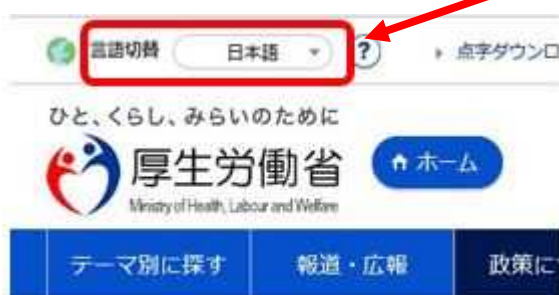 言語切替 日本語 ? 点字ダウンロ
ひと、くらし、みらいのために
厚生労働省 ホーム
Ministry of Health, Labour and Welfare
テーマ別に探す 報道・広報 政策に